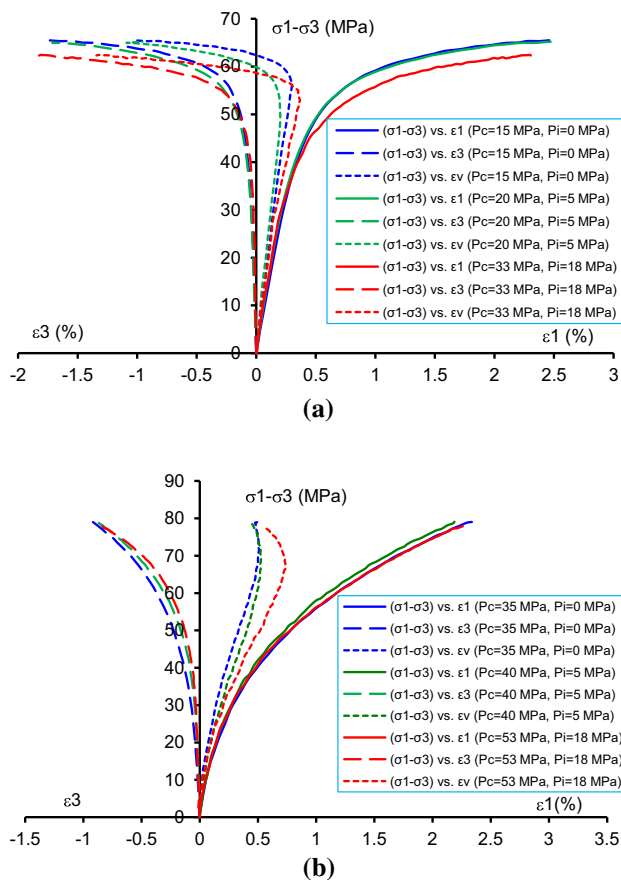 σ1-σ3 (MPa)
70
60
50
40
30
20
10
0
(σ1-σ3) vs. ε1 (Pc=15 MPa, Pi=0 MPa)
(σ1-σ3) vs. ε3 (Pc=15 MPa, Pi=0 MPa)
(σ1-σ3) vs. εv (Pc=15 MPa, Pi=0 MPa)
(σ1-σ3) vs. ε1 (Pc=20 MPa, Pi=5 MPa)
(σ1-σ3) vs. ε3 (Pc=20 MPa, Pi=5 MPa)
(σ1-σ3) vs. εv (Pc=20 MPa, Pi=5 MPa)
(σ1-σ3) vs. ε1 (Pc=33 MPa, Pi=18 MPa)
(σ1-σ3) vs. ε3 (Pc=33 MPa, Pi=18 MPa)
(σ1-σ3) vs. εv (Pc=33 MPa, Pi=18 MPa)
ε3 (%) ε1 (%)
-2 -1.5 -1 -0.5 0 0.5 1 1.5 2 2.5 3
(a)
σ1-σ3 (MPa)
90
80
70
60
50
40
30
20
10
0
(σ1-σ3) vs. ε1 (Pc=35 MPa, Pi=0 MPa)
(σ1-σ3) vs. ε3 (Pc=35 MPa, Pi=0 MPa)
(σ1-σ3) vs. εv (Pc=35 MPa, Pi=0 MPa)
(σ1-σ3) vs. ε1 (Pc=40 MPa, Pi=5 MPa)
(σ1-σ3) vs. ε3 (Pc=40 MPa, Pi=5 MPa)
(σ1-σ3) vs. εv (Pc=40 MPa, Pi=5 MPa)
(σ1-σ3) vs. ε1 (Pc=53 MPa, Pi=18 MPa)
(σ1-σ3) vs. ε3 (Pc=53 MPa, Pi=18 MPa)
(σ1-σ3) vs. εv (Pc=53 MPa, Pi=18 MPa)
ε3 ε1(%)
-1.5 -1 -0.5 0 0.5 1 1.5 2 2.5 3 3.5
(b)